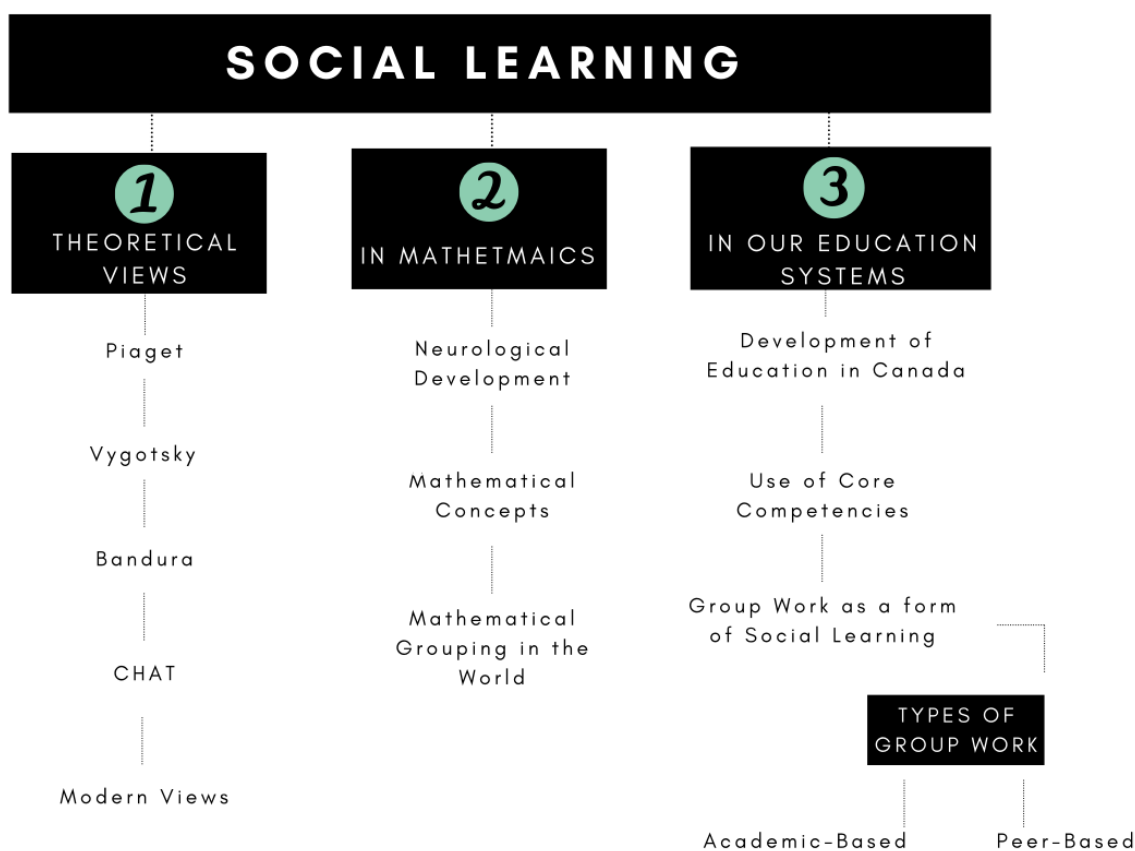 SOCIAL LEARNING
1
THEORETICAL
VIEWS
Piaget
Vygotsky
Bandura
CHAT
Modern Views
2
IN MATHETMAICS
Neurological
Development
Mathematical
Concepts
Mathematical
Grouping in the
World
3
IN OUR EDUCATION
SYSTEMS
Development of
Education in Canada
Use of Core
Competencies
Group Work as a form
of Social Learning
TYPES OF
GROUP WORK
Academic-Based
Peer-Based